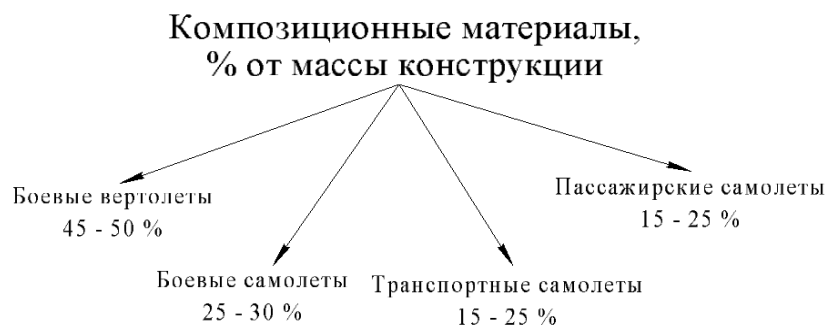 Композиционные материалы,
% от массы конструкции
Боевые вертолеты
45 - 50 %
Пассажирские самолеты
15 - 25 %
Боевые самолеты
25 - 30 %
Транспортные самолеты
15 - 25 %